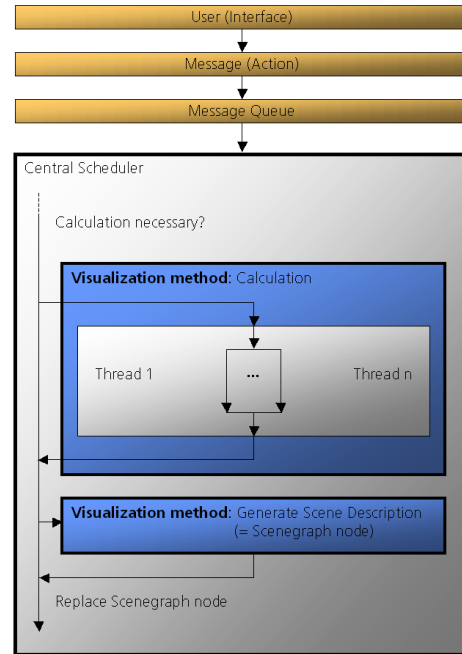 User (Interface)
Message (Action)
Message Queue
Central Scheduler
Calculation necessary?
Visualization method: Calculation
Thread 1
...
Thread n
Visualization method: Generate Scene Description
(= Scenegraph node)
Replace Scenegraph node